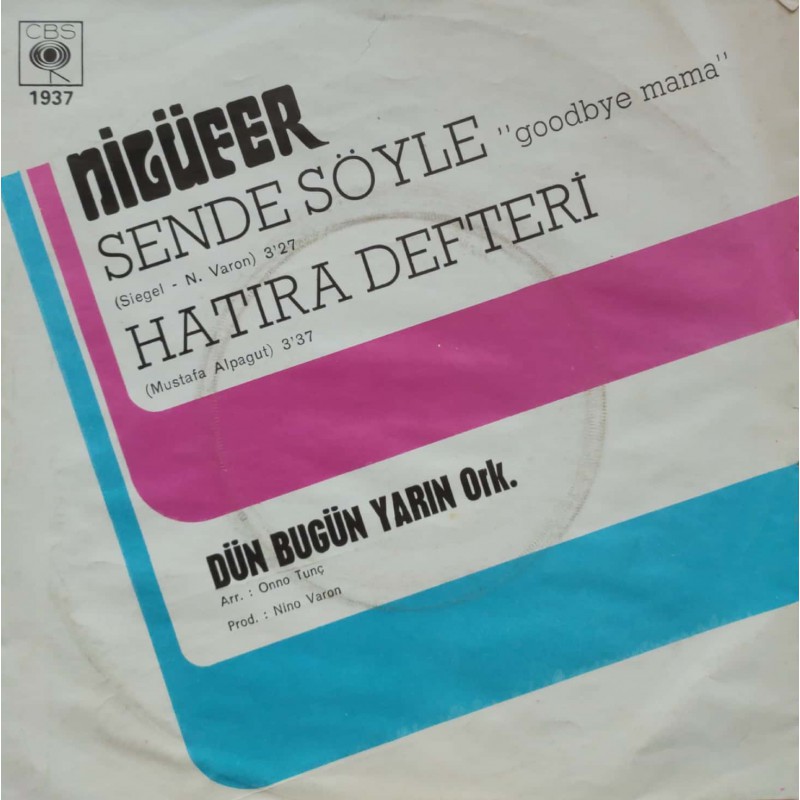 CBS
1937
NİLÜFER
SENDE SÖYLE "goodbye mama"
(Siegel - N. Varon) 3'27
HATIRA DEFTERİ
(Mustafa Alpagut) 3'37
DÜN BUGÜN YARIN Ork.
Arr. : Onno Tunç
Prod. : Nino Varon